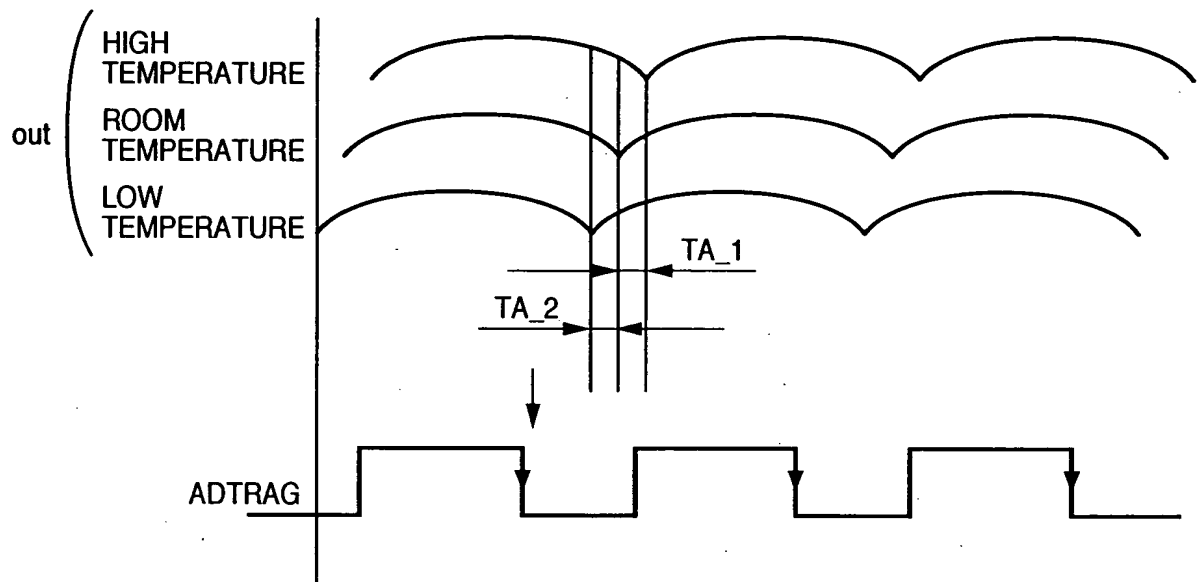 out
HIGH
TEMPERATURE
ROOM
TEMPERATURE
LOW
TEMPERATURE
TA_1
TA_2
ADTRAG